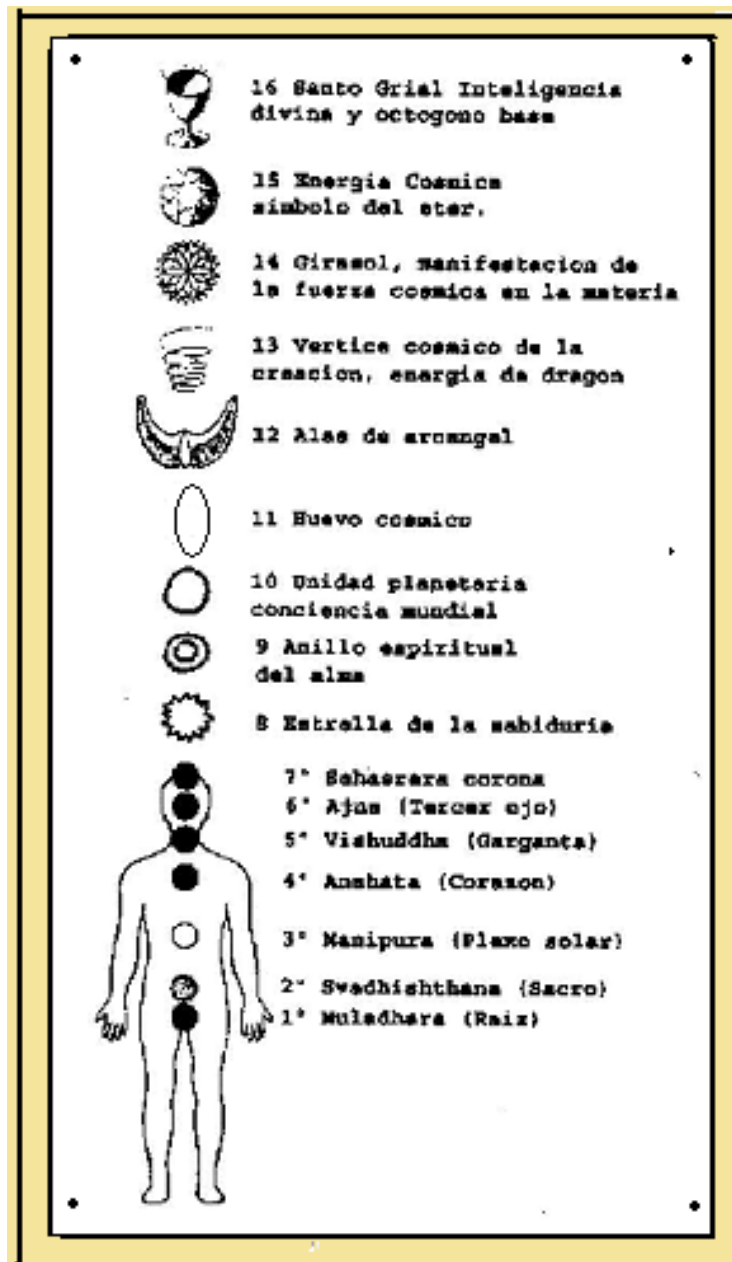 16 Santo Grial Inteligencia
divina y octogono base
15 Energia Cosmica
simbolo del eter.
14 Girasol, manifestacion de
la fuerza cosmica en la materia
13 Vertice cosmico de la
creacion, energia de dragon
12 Alas de arcangel
11 Huevo cosmico
10 Unidad planetaria
conciencia mundial
9 Anillo espiritual
del alma
8 Estrella de la sabiduria
7° Sahasrara corona
6° Ajna (Tercer ojo)
5° Vishuddha (Garganta)
4° Anahata (Corazon)
3° Manipura (Plexo solar)
2° Swadhishthana (Sacro)
1° Muladhara (Raiz)